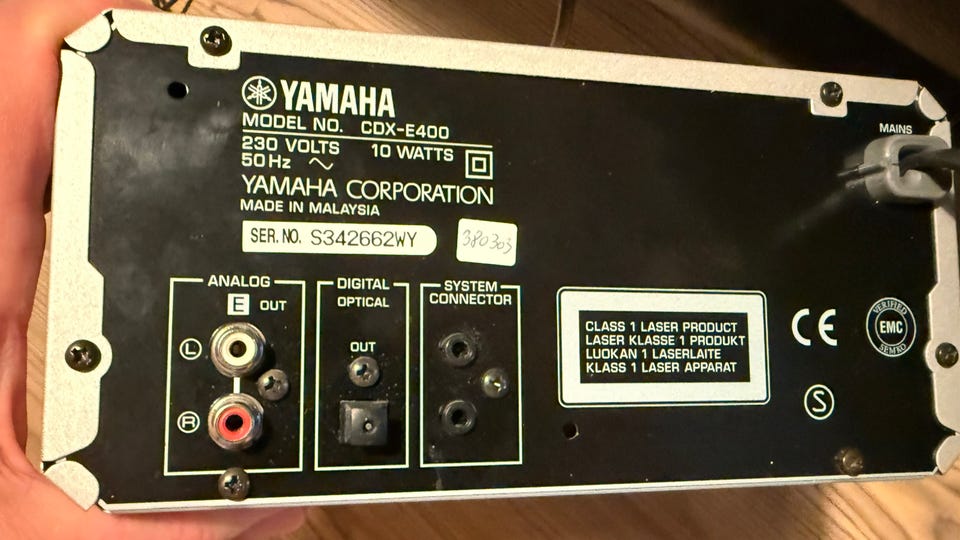 YAMAHA
MODEL NO. CDX-E400
230 VOLTS 10 WATTS
50Hz
YAMAHA CORPORATION
MADE IN MALAYSIA
SER. NO. S342662WY
380303
MAINS
ANALOG
E OUT
L
R
DIGITAL
OPTICAL
OUT
SYSTEM
CONNECTOR
CLASS 1 LASER PRODUCT
LASER KLASSE 1 PRODUKT
LUOKAN 1 LASERLAITE
KLASS 1 LASER APPARAT
CE
VERIFIED
EMC
SEMKO
S